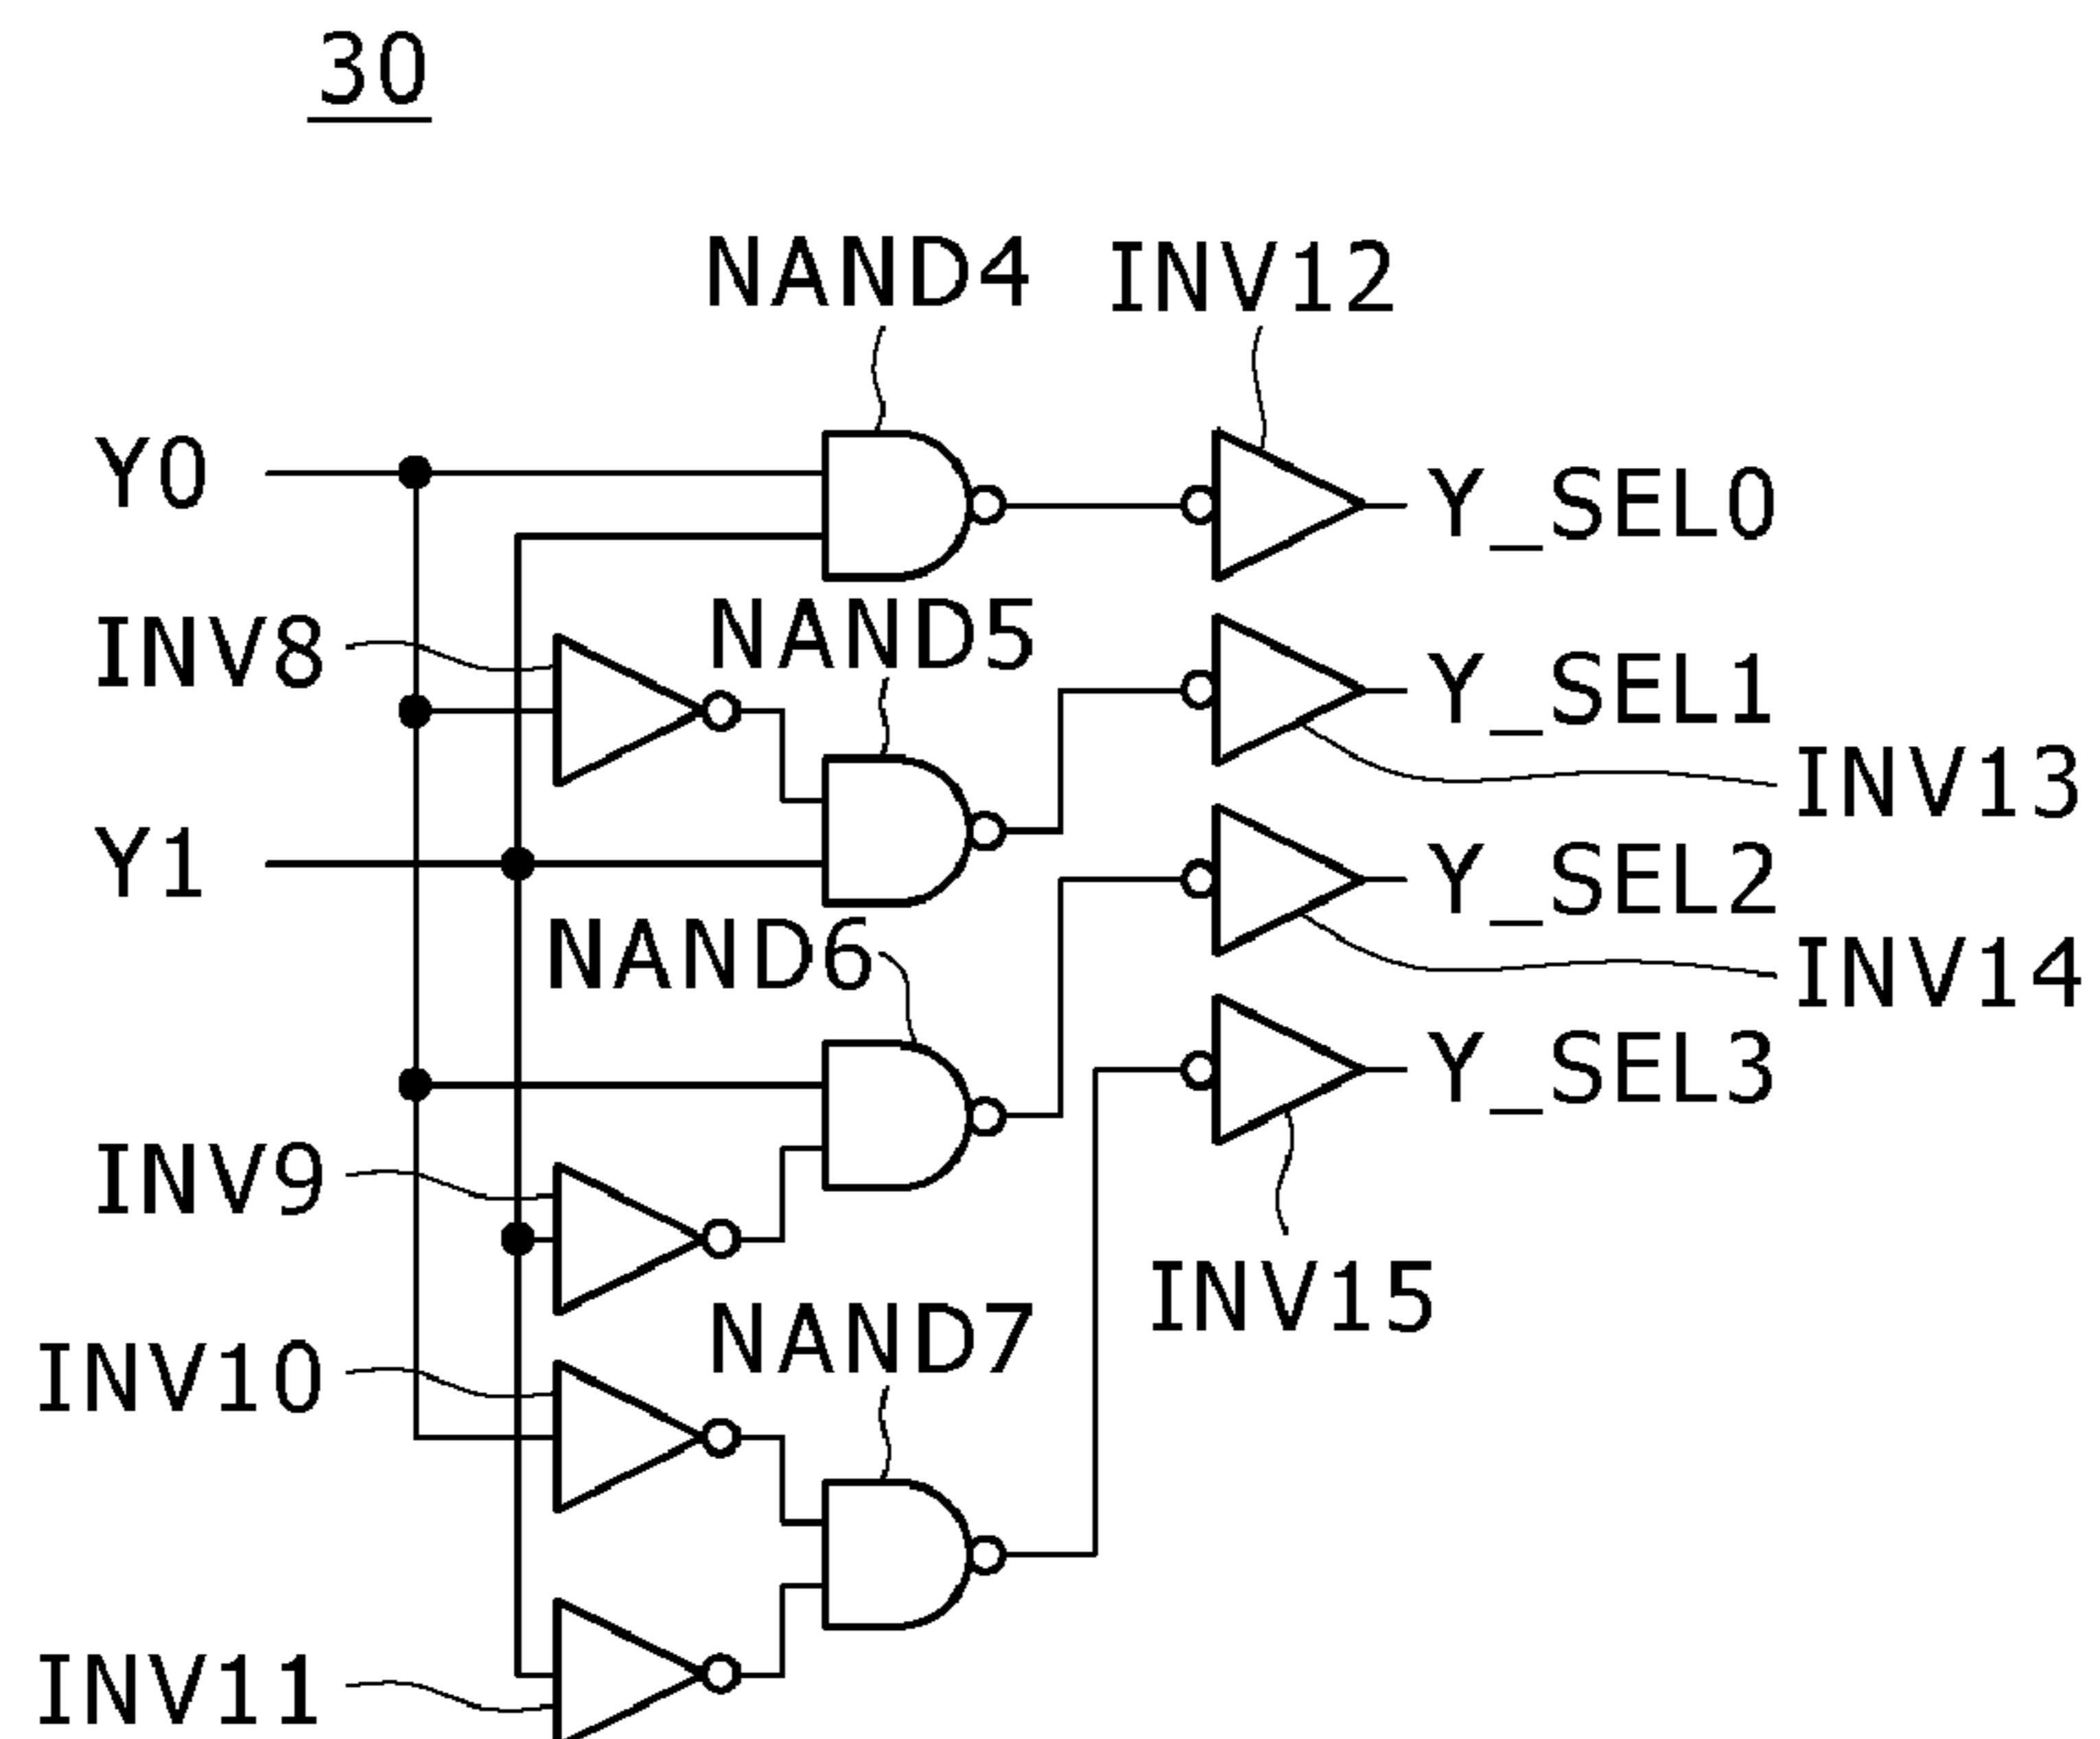 30
NAND4 INV12
Y0
Y_SEL0
INV8
NAND5
Y_SEL1
INV13
Y1
Y_SEL2
NAND6
INV14
Y_SEL3
INV9
INV15
NAND7
INV10
INV11